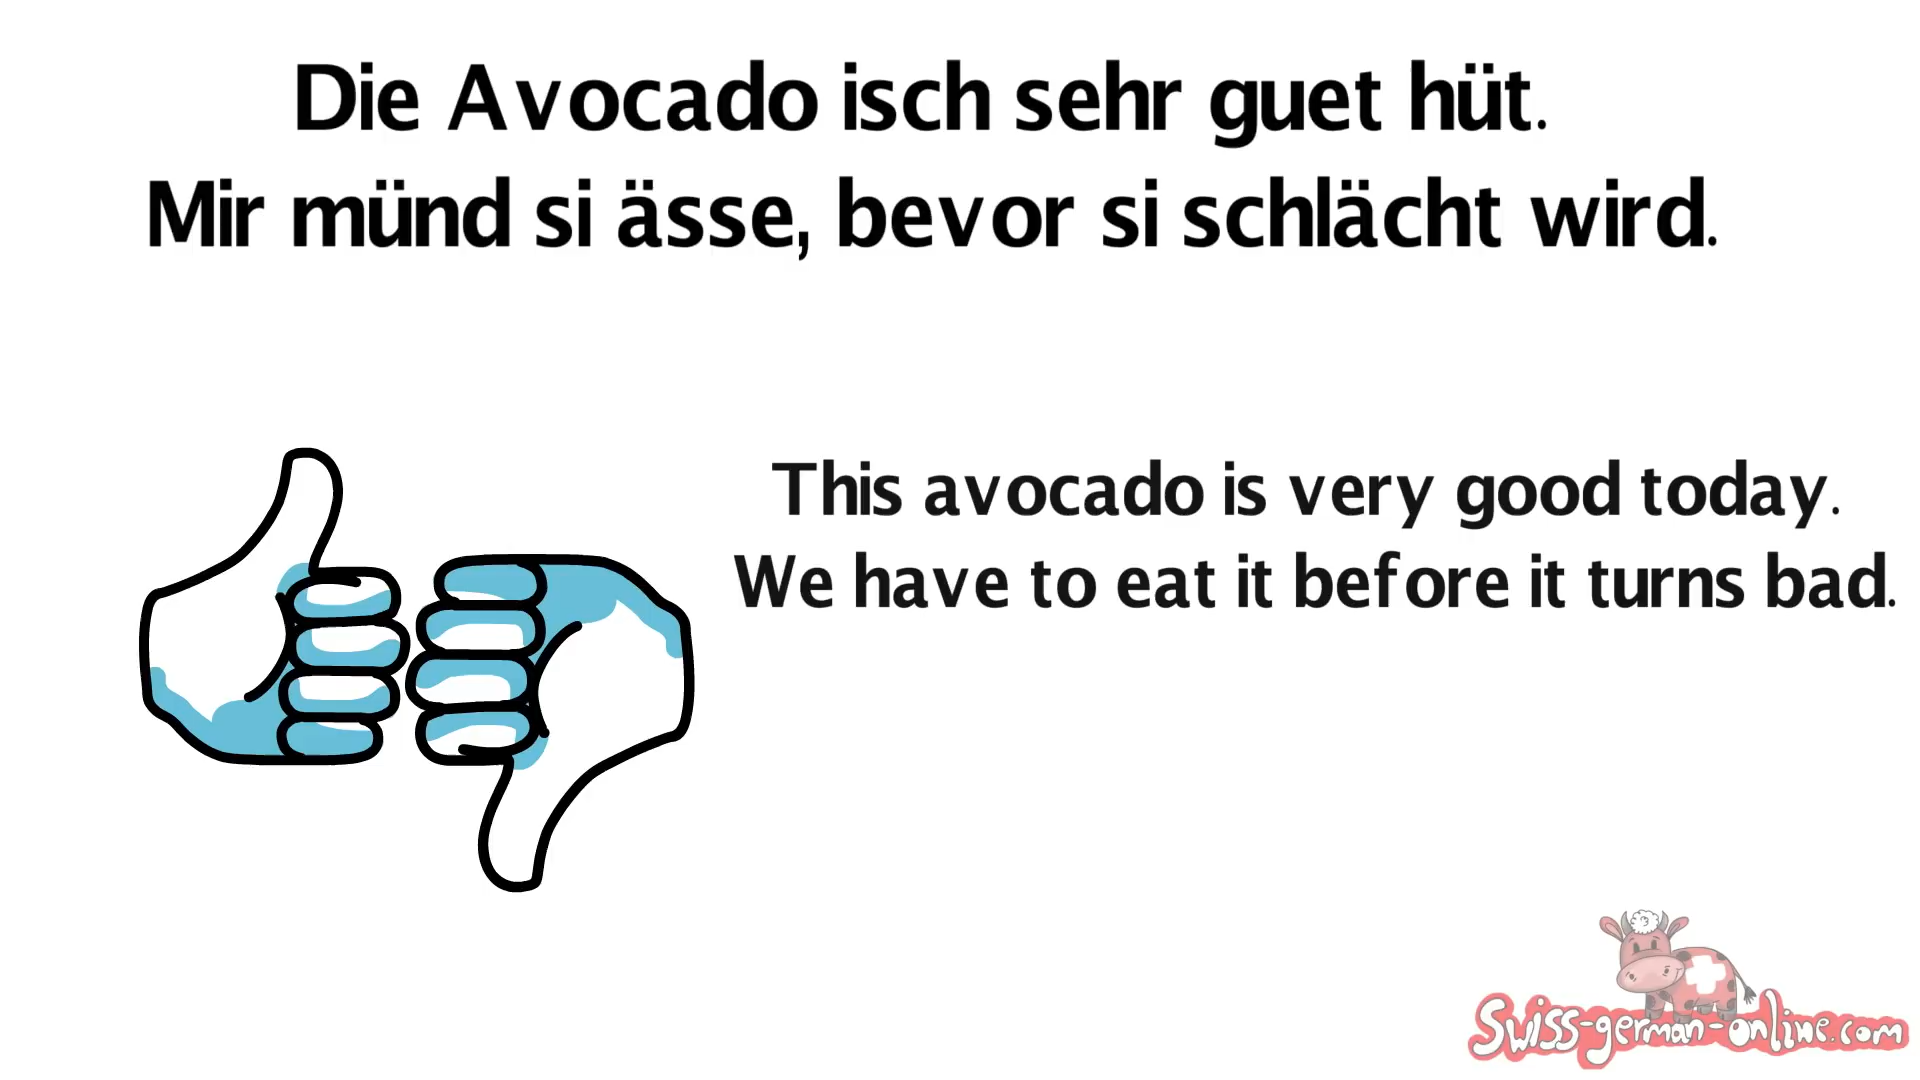 Die Avocado isch sehr guet hüt.
Mir münd si ässe, bevor si schlächt wird.
This avocado is very good today.
We have to eat it before it turns bad.
Swiss-german-online.com